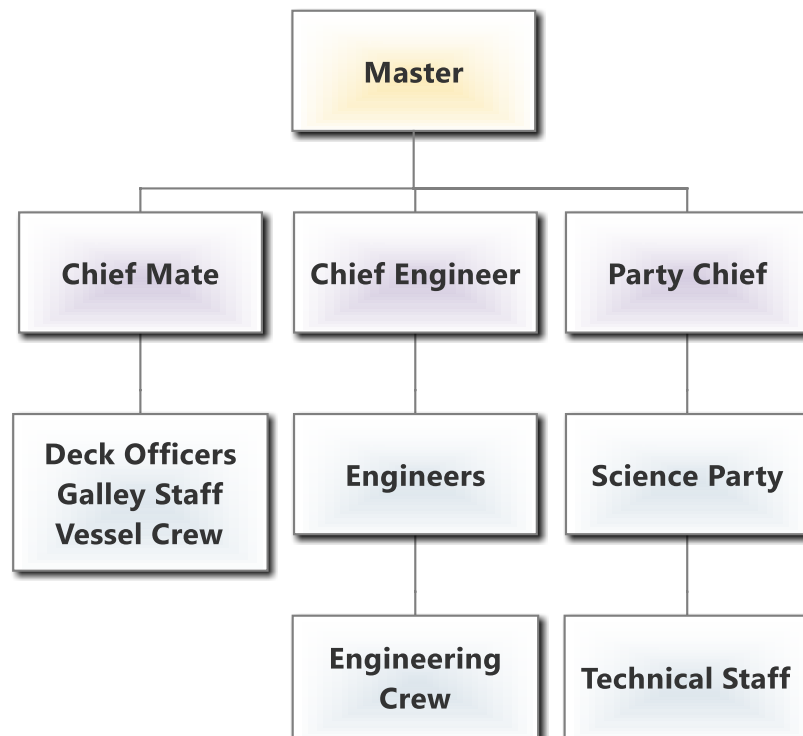 Master
Chief Mate
Chief Engineer
Party Chief
Deck Officers
Galley Staff
Vessel Crew
Engineers
Science Party
Engineering
Crew
Technical Staff